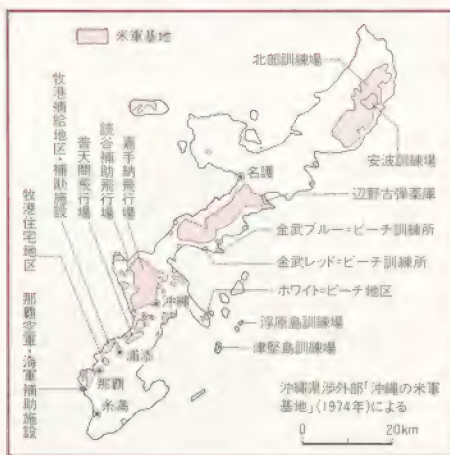 米軍基地
北部訓練場
安波訓練場
名護
辺野古弾薬庫
金武ブルー=ビーチ訓練所
金武レッド=ビーチ訓練所
ホワイト=ビーチ地区
浮原島訓練場
津堅島訓練場
嘉手納飛行場
読谷補助飛行場
普天間飛行場
牧港補給地区・補助施設
牧港住宅地区
那覇空軍・海軍補助施設
沖縄
浦添
那覇
糸満
沖縄県渉外部「沖縄の米軍
基地」(1974年)による
0 20km